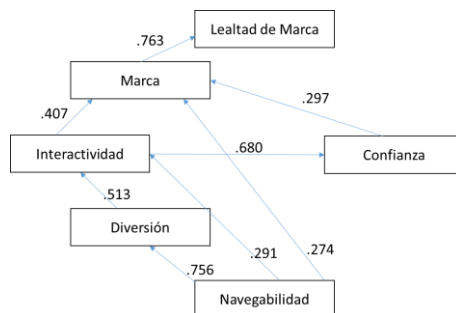 Lealtad de Marca
.763
Marca
.407
.297
Interactividad
.680
Confianza
.513
Diversión
.291
.274
.756
Navegabilidad